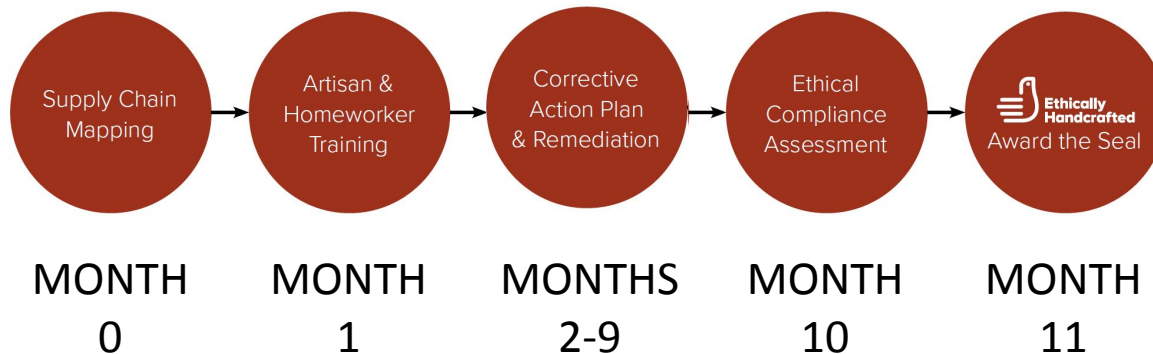 Supply Chain
Mapping
Artisan &
Homeworker
Training
Corrective
Action Plan
& Remediation
Ethical
Compliance
Assessment
Ethically
Handcrafted
Award the Seal
MONTH
0
MONTH
1
MONTHS
2-9
MONTH
10
MONTH
11